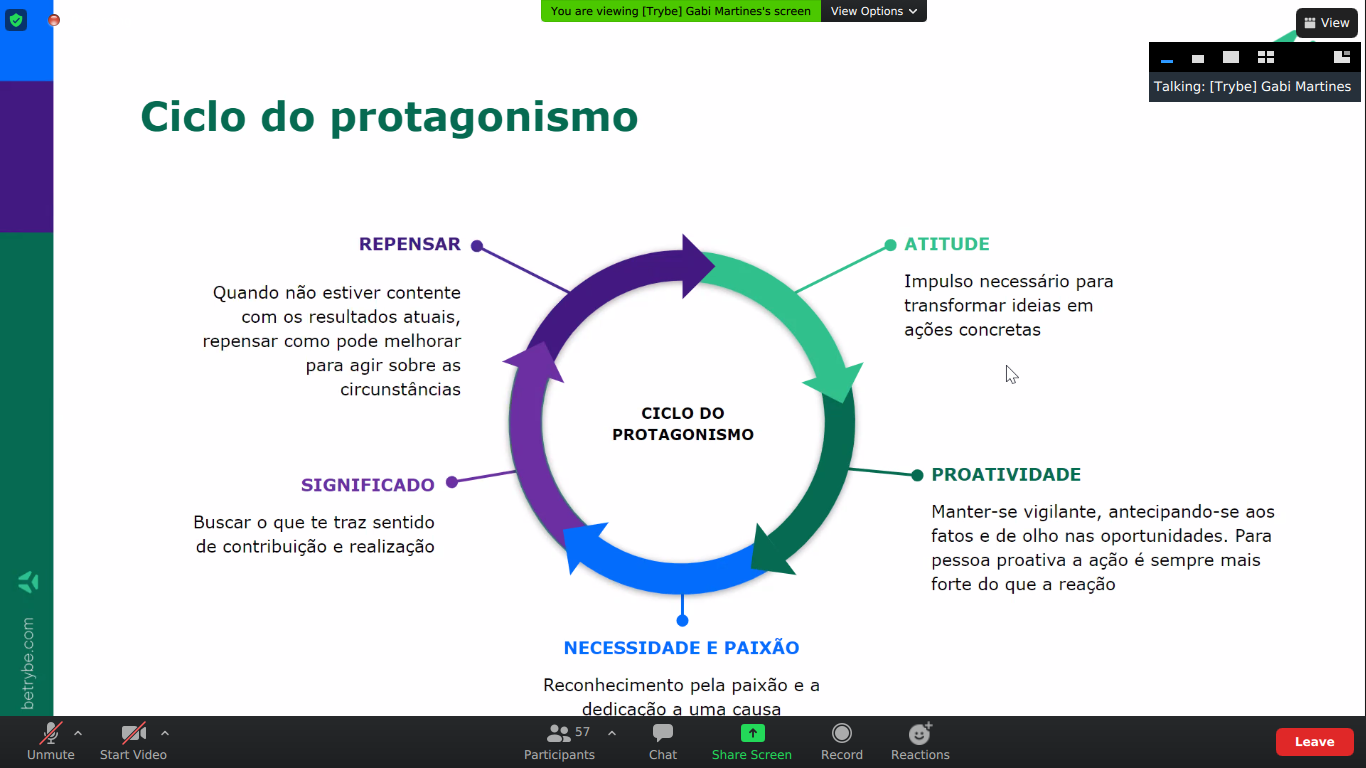 You are viewing [Trybe] Gabi Martines's screen
View Options
View
Talking: [Trybe] Gabi Martines
Ciclo do protagonismo
REPENSAR
Quando não estiver contente
com os resultados atuais,
repensar como pode melhorar
para agir sobre as
circunstâncias
ATITUDE
Impulso necessário para
transformar ideias em
ações concretas
CICLO DO
PROTAGONISMO
SIGNIFICADO
Buscar o que te traz sentido
de contribuição e realização
PROATIVIDADE
Manter-se vigilante, antecipando-se aos
fatos e de olho nas oportunidades. Para
pessoa proativa a ação é sempre mais
forte do que a reação
NECESSIDADE E PAIXÃO
Reconhecimento pela paixão e a
dedicação a uma causa
betrybe.com
Unmute
Start Video
57
Participants
Chat
Share Screen
Record
Reactions
Leave